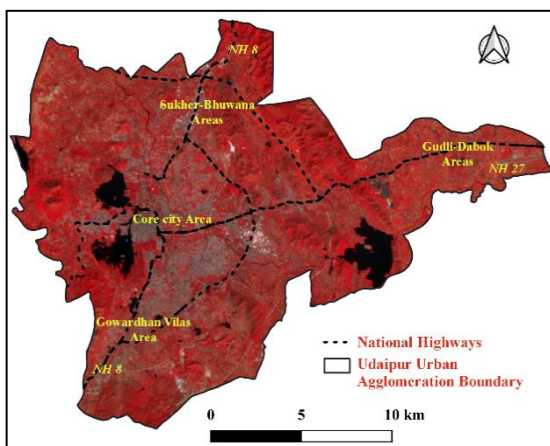 NH 8
Sukher-Bhuwana
Areas
Gudli-Dabok
Areas
NH 27
Core city Area
Gowardhan Vilas
Area
NH 8
National Highways
Udaipur Urban
Agglomeration Boundary
0 5 10 km